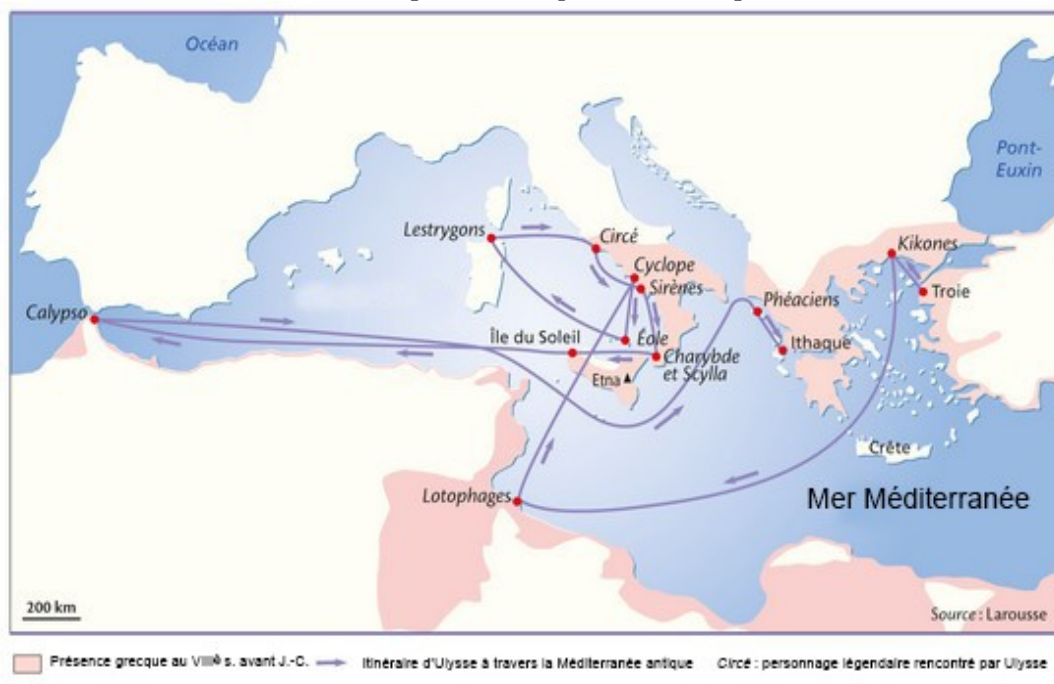 Océan
Pont-
Euxin
Lestrygons
Circé
Kikones
Cyclope
Sirènes
Troie
Phéaciens
Calypso
Île du Soleil
Éole
Ithaque
Charybde
et Scylla
Etna
Crête
Lotophages
Mer Méditerranée
200 km
Source : Larousse
Présence grecque au VIIIè s. avant J.-C.
Itinéraire d'Ulysse à travers la Méditerranée antique
Circé : personnage légendaire rencontré par Ulysse